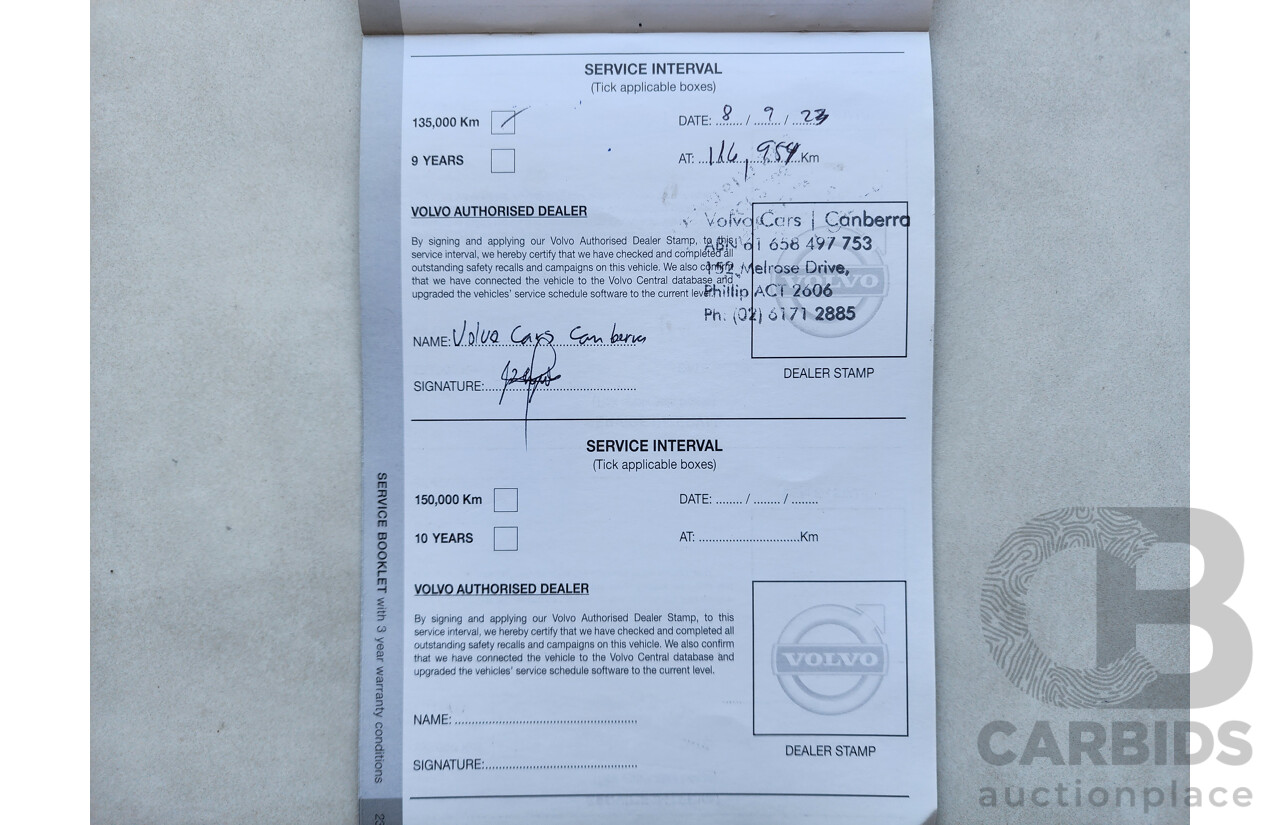 SERVICE INTERVAL
(Tick applicable boxes)
135,000 Km
DATE: 8 / 9 / 23
9 YEARS
AT: 116,959 Km
VOLVO AUTHORISED DEALER
By signing and applying our Volvo Authorised Dealer Stamp, to this
service interval, we hereby certify that we have checked and completed all
outstanding safety recalls and campaigns on this vehicle. We also confirm
that we have connected the vehicle to the Volvo Central database and
upgraded the vehicles' service schedule software to the current level.
Volvo Cars | Canberra
ABN 61 658 497 753
152 Melrose Drive,
Phillip ACT 2606
Ph: (02) 6171 2885
VOLVO
NAME: Volvo Cars Canberra
SIGNATURE:
DEALER STAMP
SERVICE INTERVAL
(Tick applicable boxes)
150,000 Km
DATE: ........ / ........ / ........
10 YEARS
AT: ..............................Km
VOLVO AUTHORISED DEALER
By signing and applying our Volvo Authorised Dealer Stamp, to this
service interval, we hereby certify that we have checked and completed all
outstanding safety recalls and campaigns on this vehicle. We also confirm
that we have connected the vehicle to the Volvo Central database and
upgraded the vehicles' service schedule software to the current level.
VOLVO
NAME:
SIGNATURE:
DEALER STAMP
SERVICE BOOKLET with 3 year warranty conditions
CB
CARBIDS
auctionplace